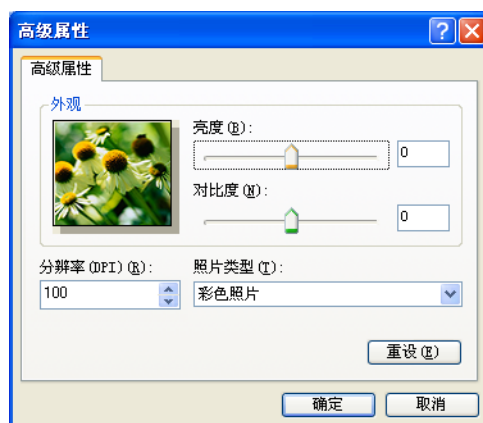 高级属性
高级属性
外观
亮度(B):
0
对比度(N):
0
分辨率(DPI)(R): 照片类型(T):
100 彩色照片
重设(E)
确定 取消